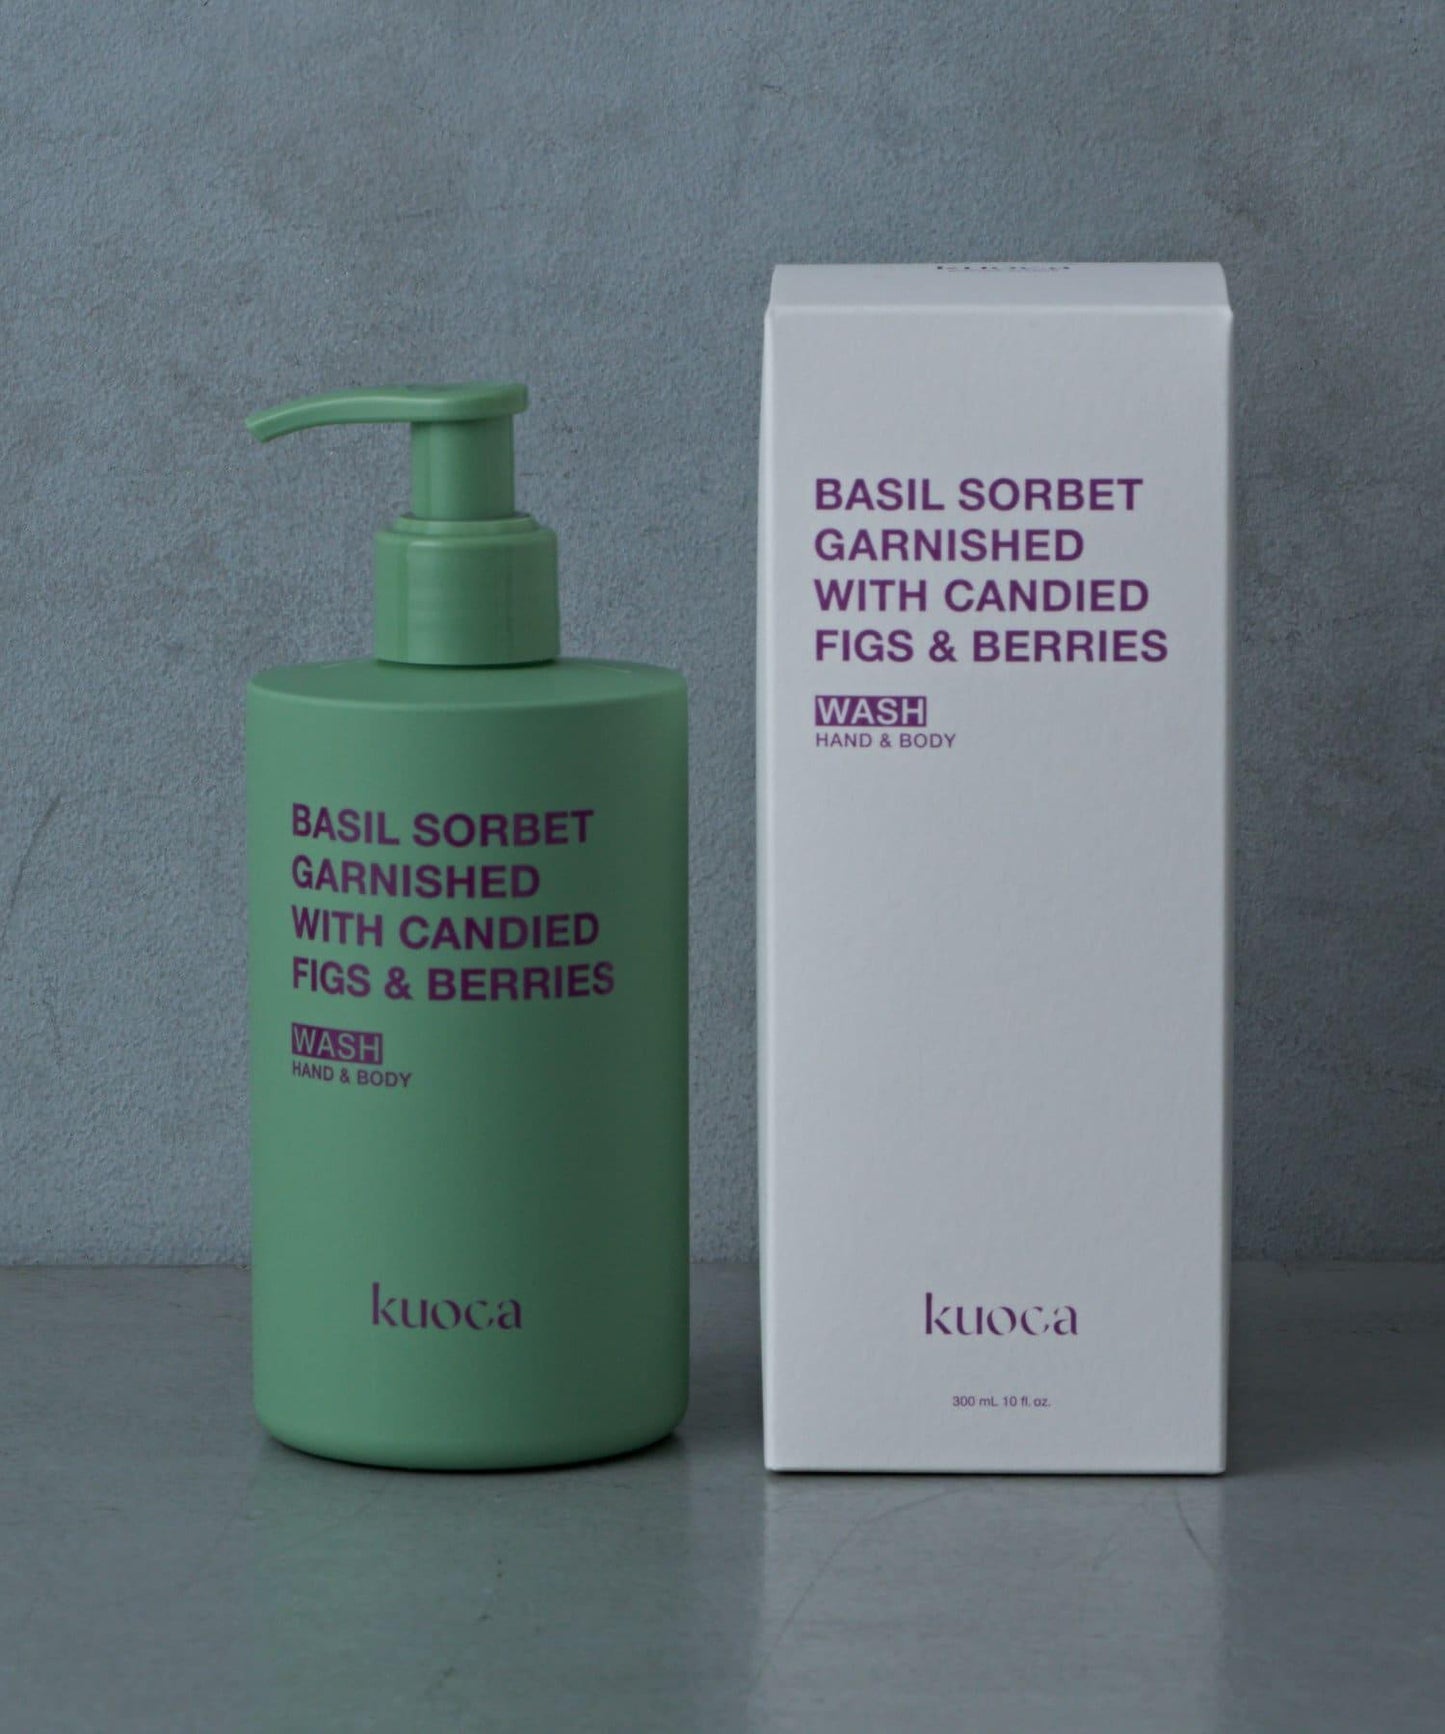 BASIL SORBET
GARNISHED
WITH CANDIED
FIGS & BERRIES
WASH
HAND & BODY
kuoca
kuoca
BASIL SORBET
GARNISHED
WITH CANDIED
FIGS & BERRIES
WASH
HAND & BODY
kuoca
300 mL 10 fl. oz.